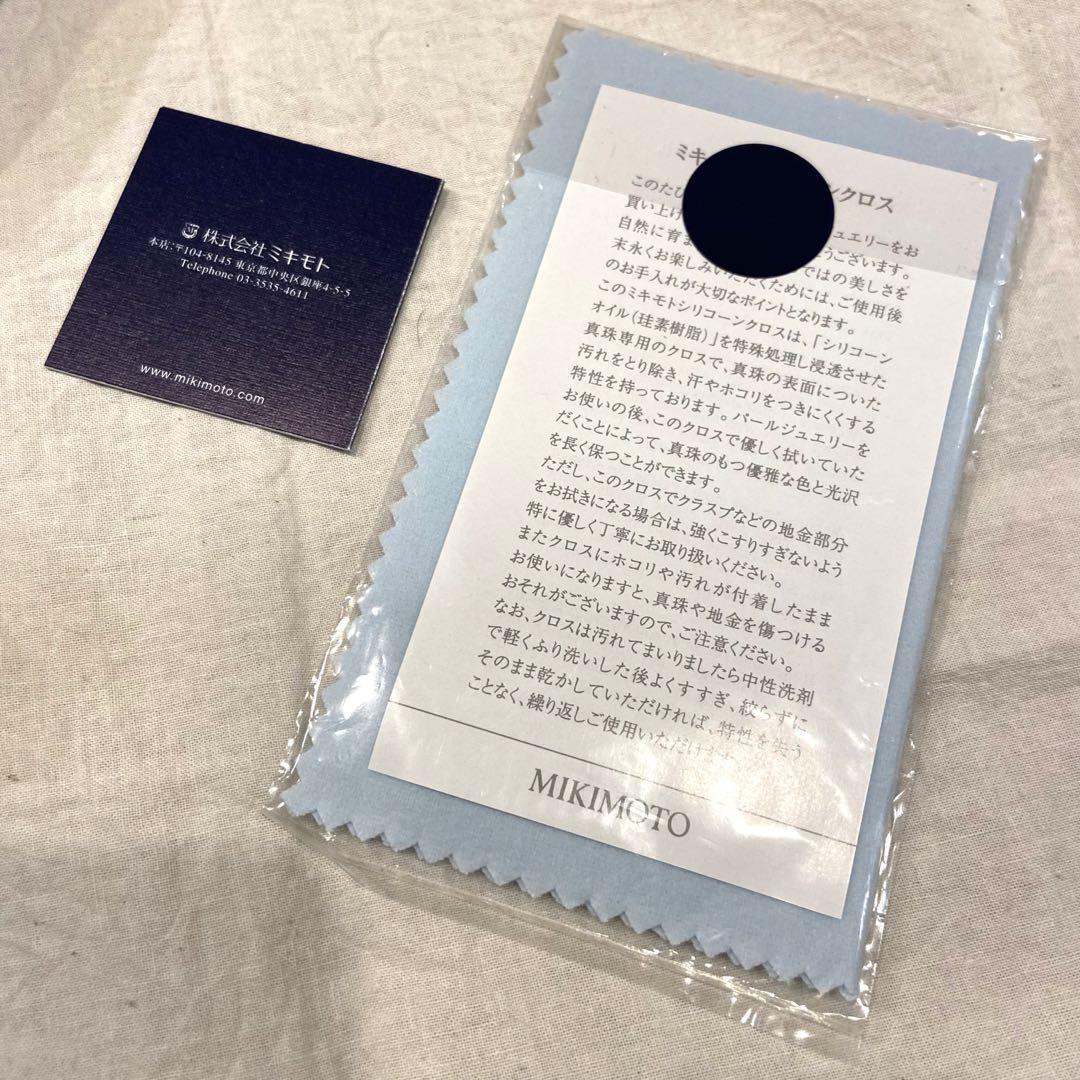 株式会社ミキモト
本店:〒104-8145 東京都中央区銀座4-5-5
Telephone 03-3535-4611
www.mikimoto.com
ミキ ンクロス
このたび ュエリーをお
買い上げ うございます。
自然に育ま ではの美しさを
末永くお楽しみいただくためには、ご使用後
のお手入れが大切なポイントとなります。
このミキモトシリコーンクロスは、「シリコーン
オイル(珪素樹脂)」を特殊処理し浸透させた
真珠専用のクロスで、真珠の表面についた
汚れをとり除き、汗やホコリをつきにくくする
特性を持っております。パールジュエリーを
お使いの後、このクロスで優しく拭いていた
だくことによって、真珠のもつ優雅な色と光沢
を長く保つことができます。
ただし、このクロスでクラスプなどの地金部分
をお拭きになる場合は、強くこすりすぎないよう
特に優しく丁寧にお取り扱いください。
またクロスにホコリや汚れが付着したまま
お使いになりますと、真珠や地金を傷つける
おそれがございますので、ご注意ください。
なお、クロスは汚れてまいりましたら中性洗剤
で軽くふり洗いした後よくすすぎ、絞らずに
そのまま乾かしていただければ、特性を失う
ことなく、繰り返しご使用いただけ
MIKIMOTO